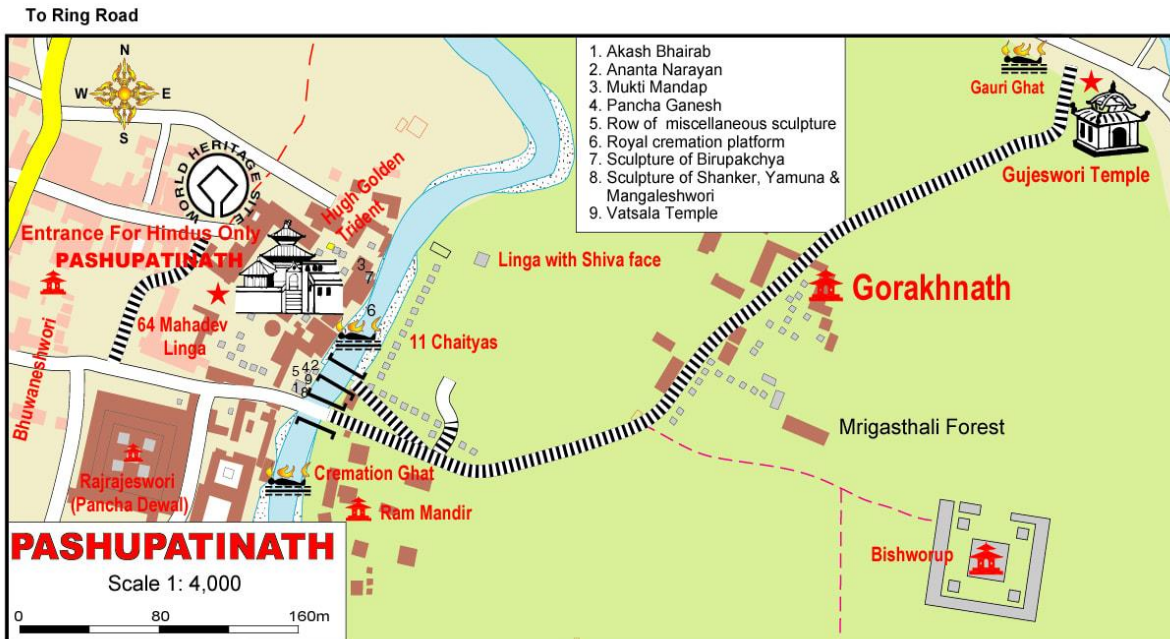 To Ring Road
N
W E
S
WORLD HERITAGE SITE
1. Akash Bhairab
2. Ananta Narayan
3. Mukti Mandap
4. Pancha Ganesh
5. Row of miscellaneous sculpture
6. Royal cremation platform
7. Sculpture of Birupakchya
8. Sculpture of Shanker, Yamuna &
Mangaleshwori
9. Vatsala Temple
Gauri Ghat
Gujeswori Temple
Hugh Golden
Trident
Entrance For Hindus Only
PASHUPATINATH
3
7
6
Linga with Shiva face
Gorakhnath
64 Mahadev
Linga
11 Chaityas
5 4 2
9
1
8
Bhuwaneshwori
Mrigasthali Forest
Rajrajeswori
(Pancha Dewal)
Cremation Ghat
Ram Mandir
Bishworup
PASHUPATINATH
Scale 1: 4,000
0 80 160m